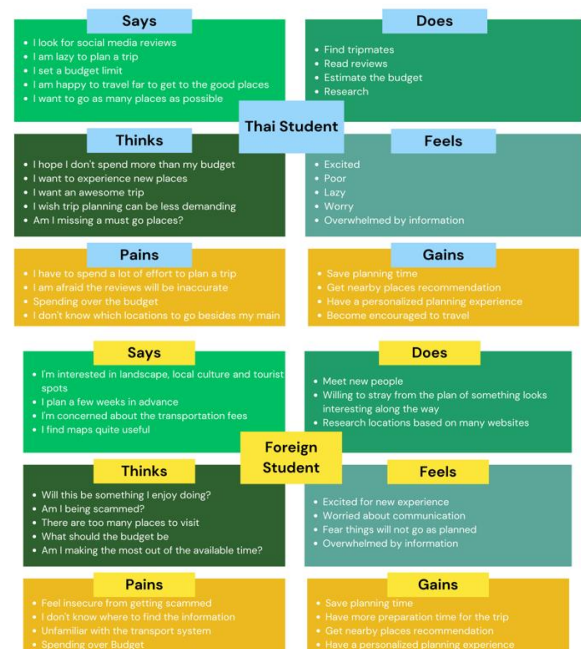 Says
• I look for social media reviews
• I am lazy to plan a trip
• I set a budget limit
• I am happy to travel far to get to the good places
• I want to go as many places as possible
Does
• Find tripmates
• Read reviews
• Estimate the budget
• Research
Thai Student
Thinks
• I hope I don't spend more than my budget
• I want to experience new places
• I want an awesome trip
• I wish trip planning can be less demanding
• Am I missing a must go places?
Feels
• Excited
• Poor
• Lazy
• Worry
• Overwhelmed by information
Pains
• I have to spend a lot of effort to plan a trip
• I am afraid the reviews will be inaccurate
• Spending over the budget
• I don't know which locations to go besides my main
Gains
• Save planning time
• Get nearby places recommendation
• Have a personalized planning experience
• Become encouraged to travel
Says
• I'm interested in landscape, local culture and tourist
spots
• I plan a few weeks in advance
• I'm concerned about the transportation fees
• I find maps quite useful
Does
• Meet new people
• Willing to stray from the plan of something looks
interesting along the way
• Research locations based on many websites
Foreign
Student
Thinks
• Will this be something I enjoy doing?
• Am I being scammed?
• There are too many places to visit
• What should the budget be
• Am I making the most out of the available time?
Feels
• Excited for new experience
• Worried about communication
• Fear things will not go as planned
• Overwhelmed by information
Pains
• Feel insecure from getting scammed
• I don't know where to find the information
• Unfamiliar with the transport system
• Spending over Budget
Gains
• Save planning time
• Have more preparation time for the trip
• Get nearby places recommendation
• Have a personalized planning experience